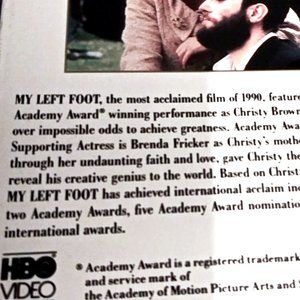 MY LEFT FOOT, the most acclaimed film of 1990, feature
Academy Award® winning performance as Christy Brown
over impossible odds to achieve greatness. Academy Awa
Supporting Actress is Brenda Fricker as Christy's mothe
through her undaunting faith and love, gave Christy the
reveal his creative genius to the world. Based on Christ
MY LEFT FOOT has achieved international acclaim inc
two Academy Awards, five Academy Award nominatio
international awards.
HBO
VIDEO
® Academy Award is a registered trademark
and service mark of
the Academy of Motion Picture Arts and